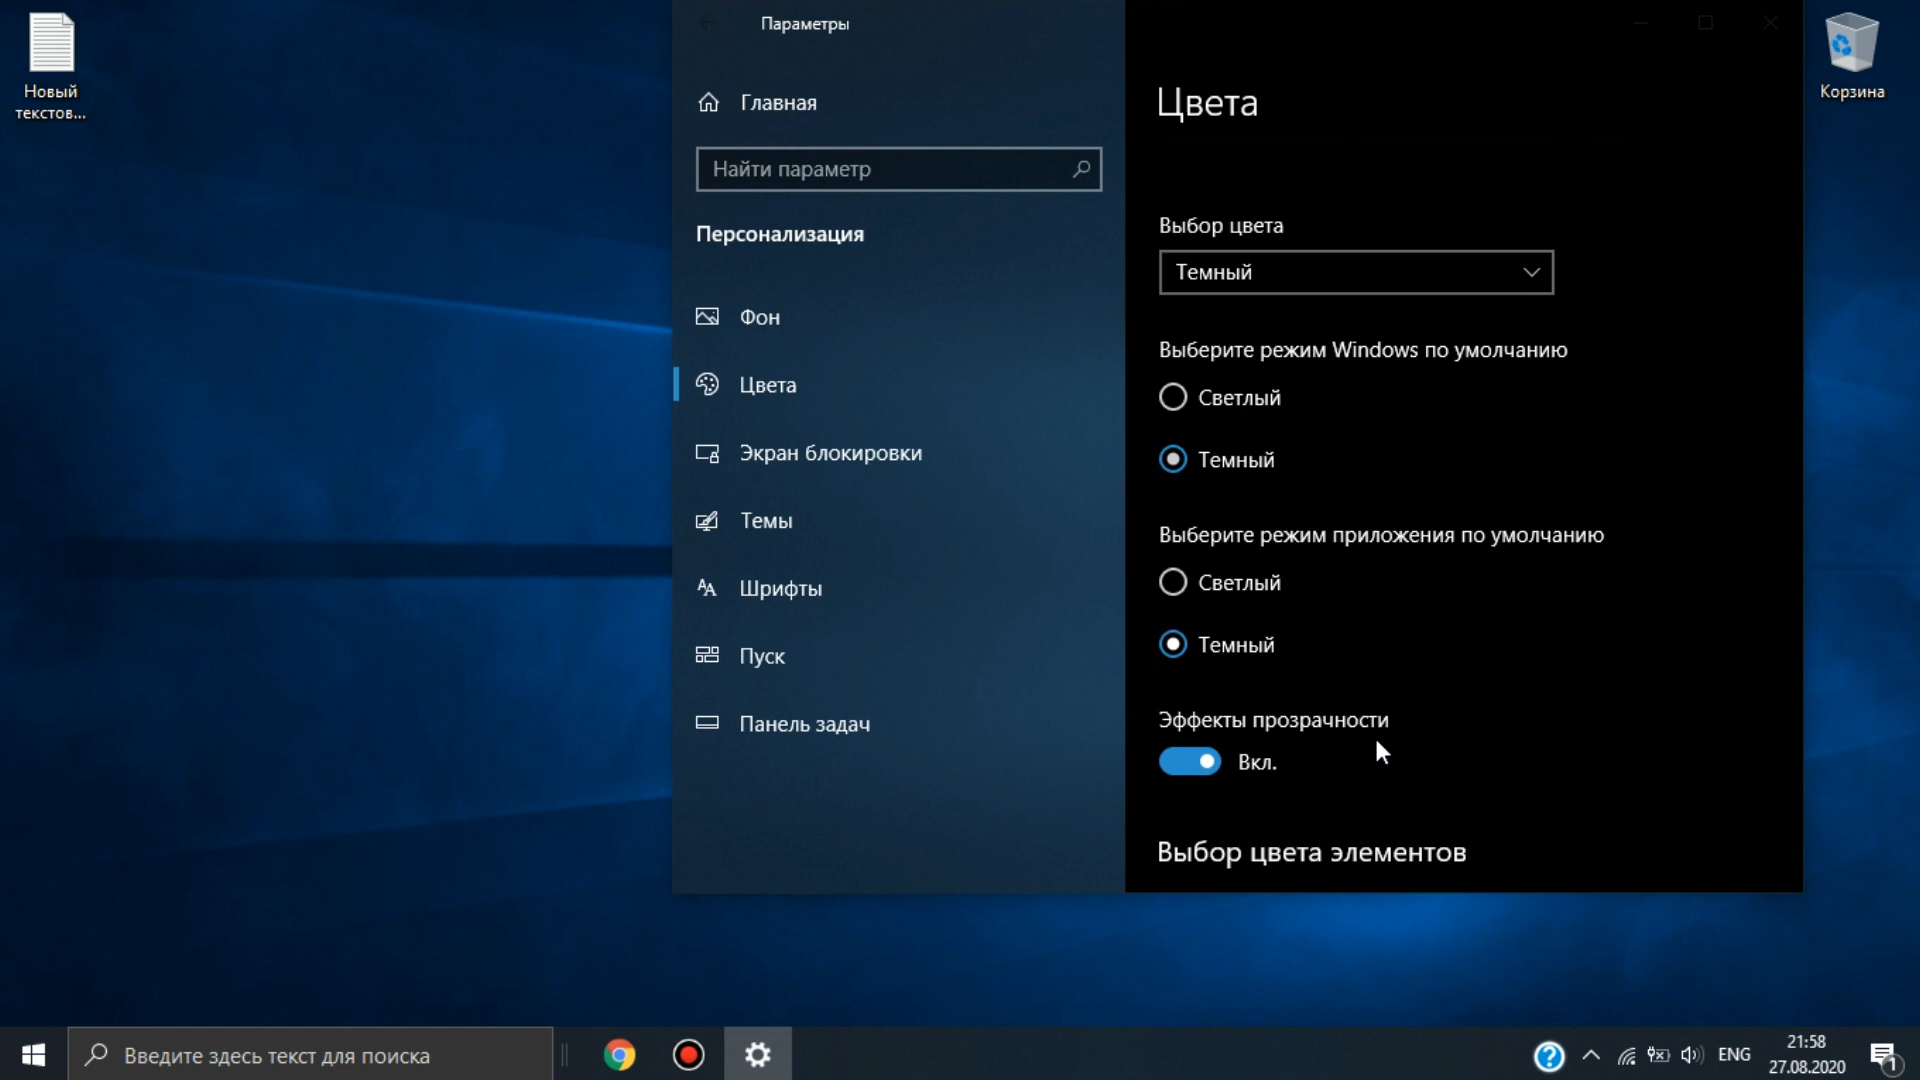 Новый
текстов...
Корзина
Параметры
Главная
Найти параметр
Персонализация
Фон
Цвета
Экран блокировки
Темы
Шрифты
Пуск
Панель задач
Цвета
Выбор цвета
Темный
Выберите режим Windows по умолчанию
Светлый
Темный
Выберите режим приложения по умолчанию
Светлый
Темный
Эффекты прозрачности
Вкл.
Выбор цвета элементов
Введите здесь текст для поиска
ENG
21:58
27.08.2020
1